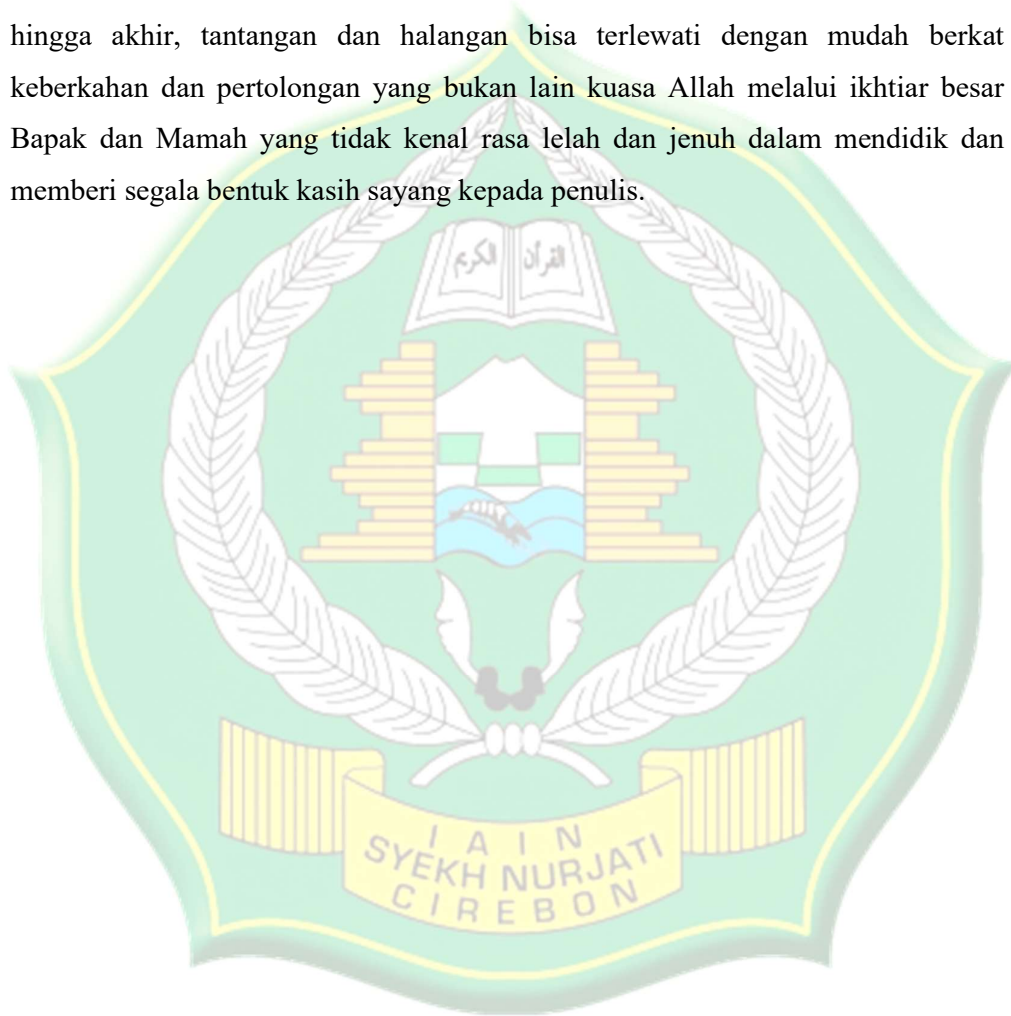 hingga akhir, tantangan dan halangan bisa terlewati dengan mudah berkat
keberkahan dan pertolongan yang bukan lain kuasa Allah melalui ikhtiar besar
Bapak dan Mamah yang tidak kenal rasa lelah dan jenuh dalam mendidik dan
memberi segala bentuk kasih sayang kepada penulis.
القرأن الكريم
IAIN
SYEKH NURJATI
CIREBON